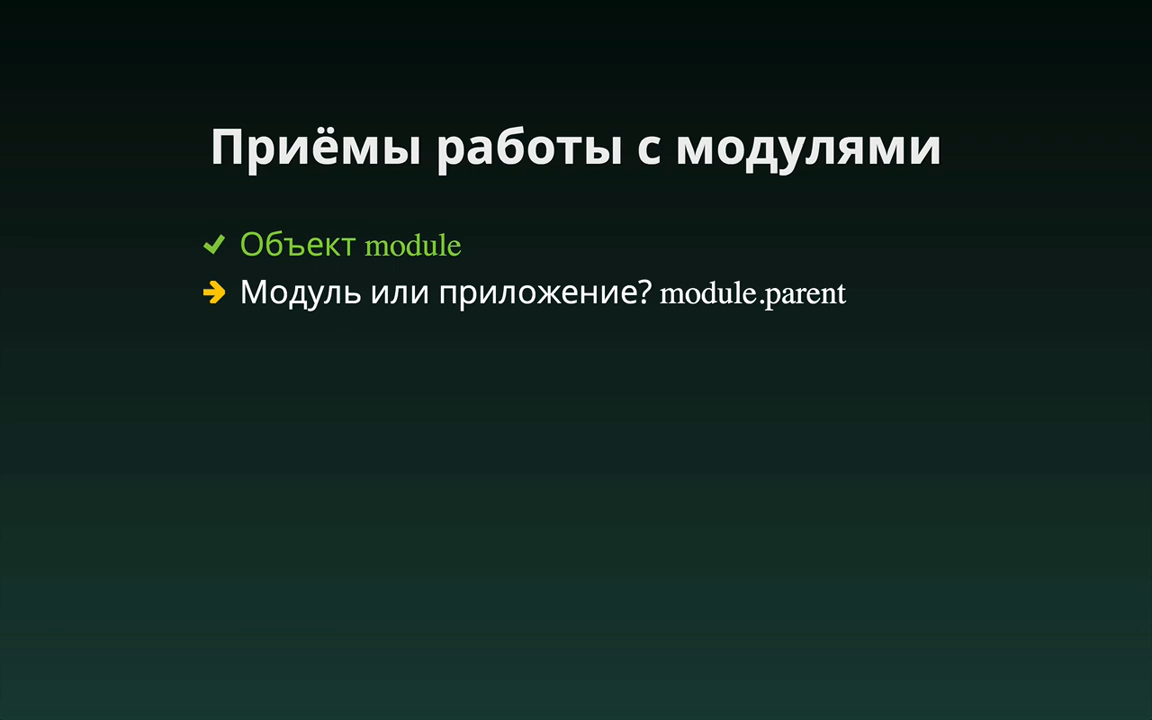 Приёмы работы с модулями
Объект module
Модуль или приложение? module.parent